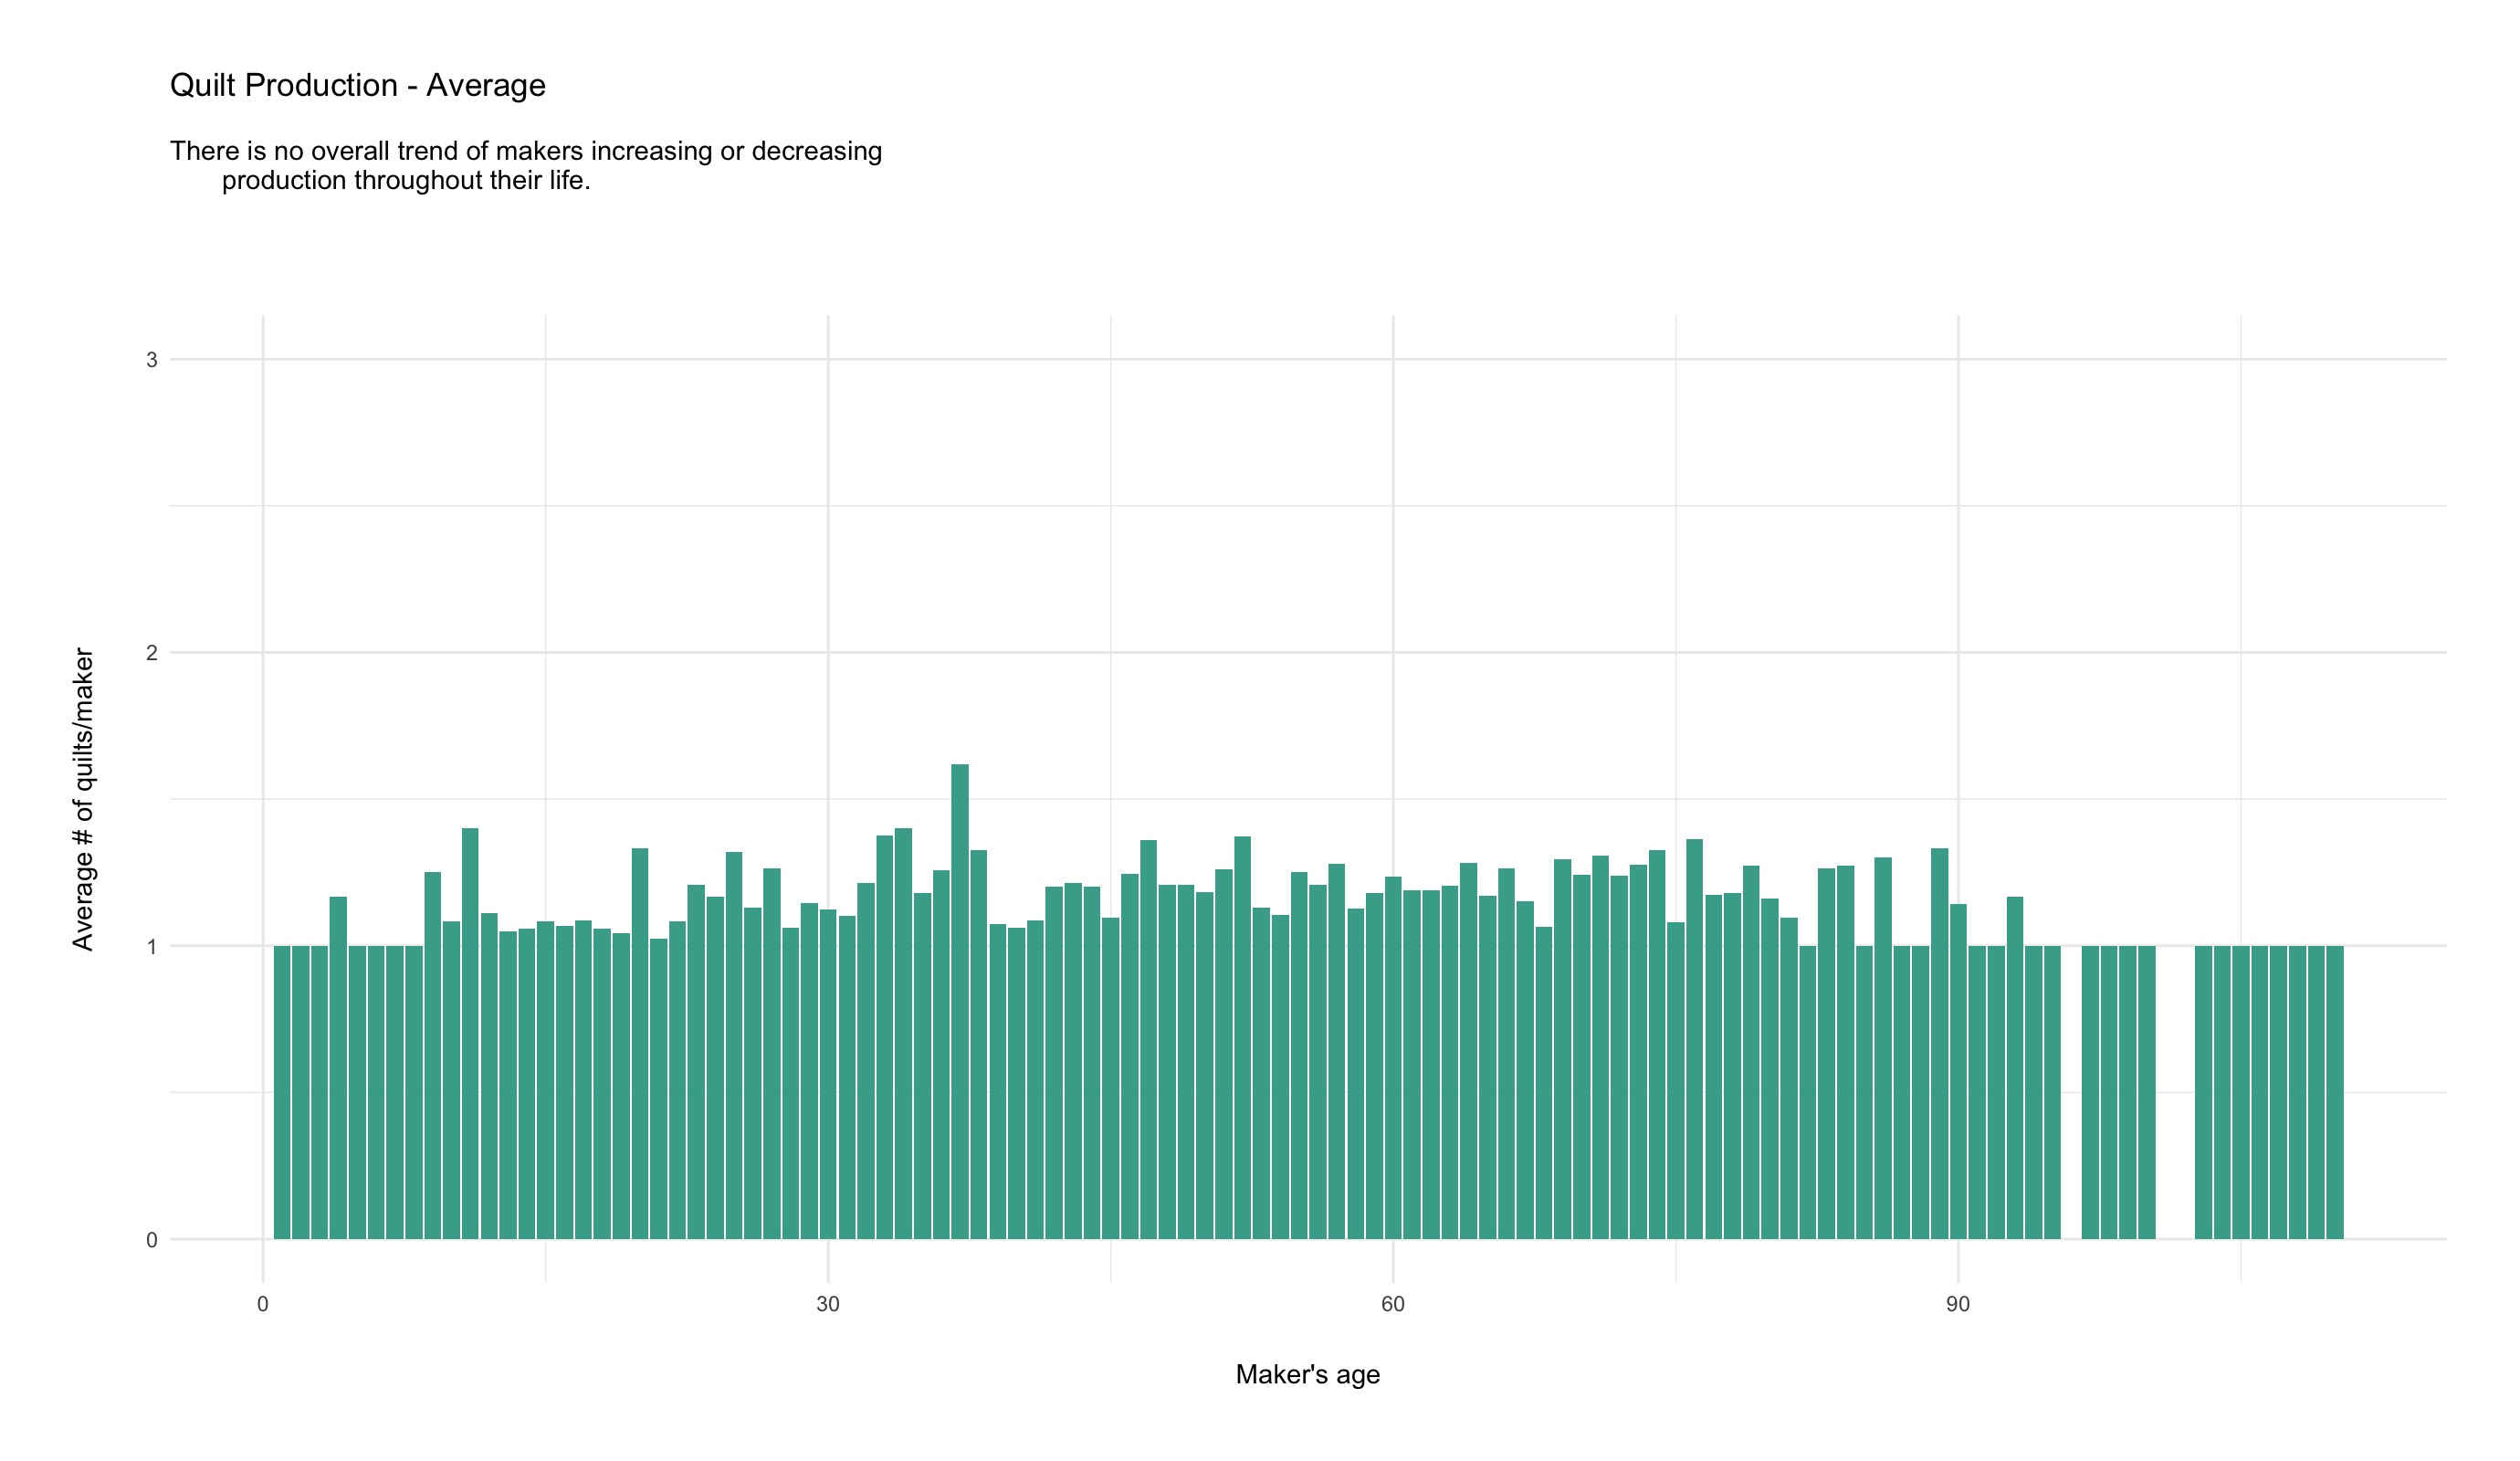 Quilt Production - Average
There is no overall trend of makers increasing or decreasing
production throughout their life.
3
2
1
0
Average # of quilts/maker
0
30
60
90
Maker's age